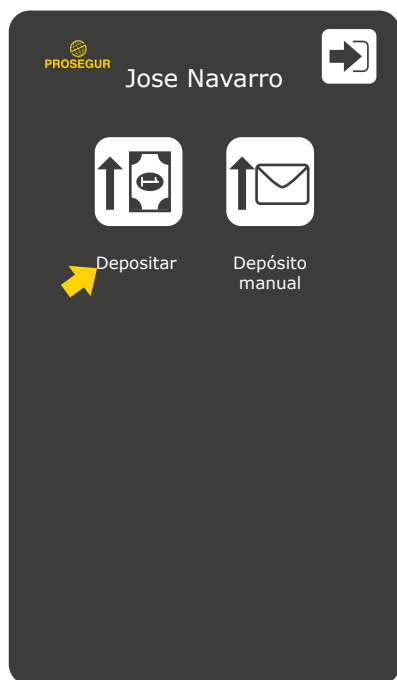 PROSEGUR
Jose Navarro
Depositar
Depósito
manual